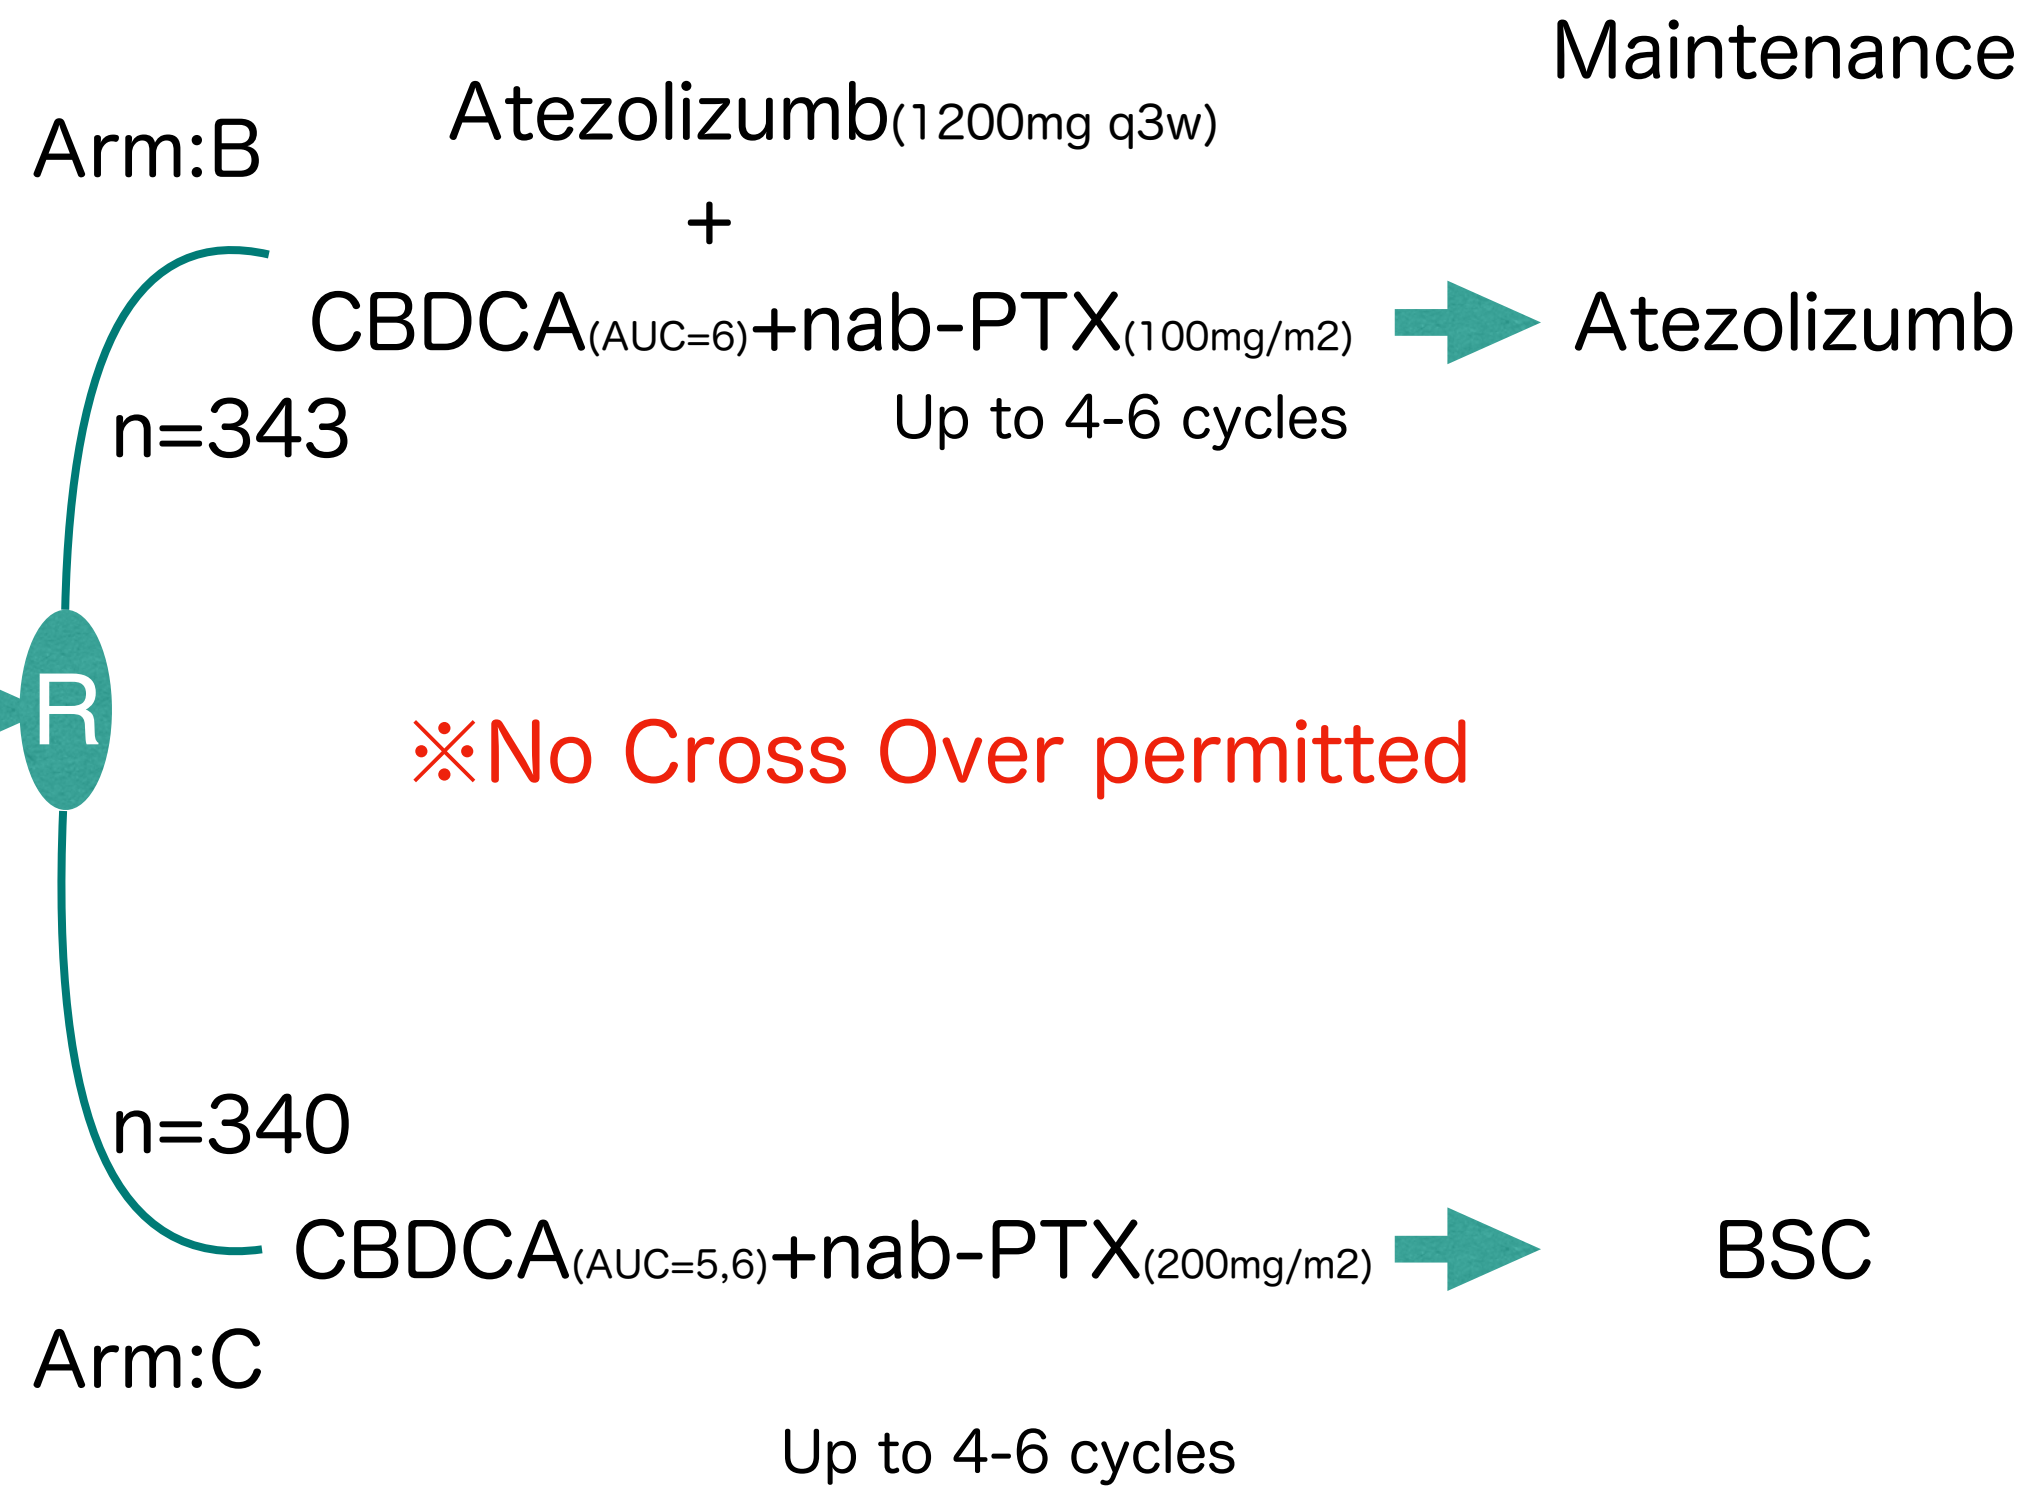 Maintenance
Arm:B
Atezolizumb(1200mg q3w)
+
CBDCA(AUC=6)+nab-PTX(100mg/m2)
Atezolizumb
Up to 4-6 cycles
n=343
R
※No Cross Over permitted
n=340
CBDCA(AUC=5,6)+nab-PTX(200mg/m2)
BSC
Arm:C
Up to 4-6 cycles